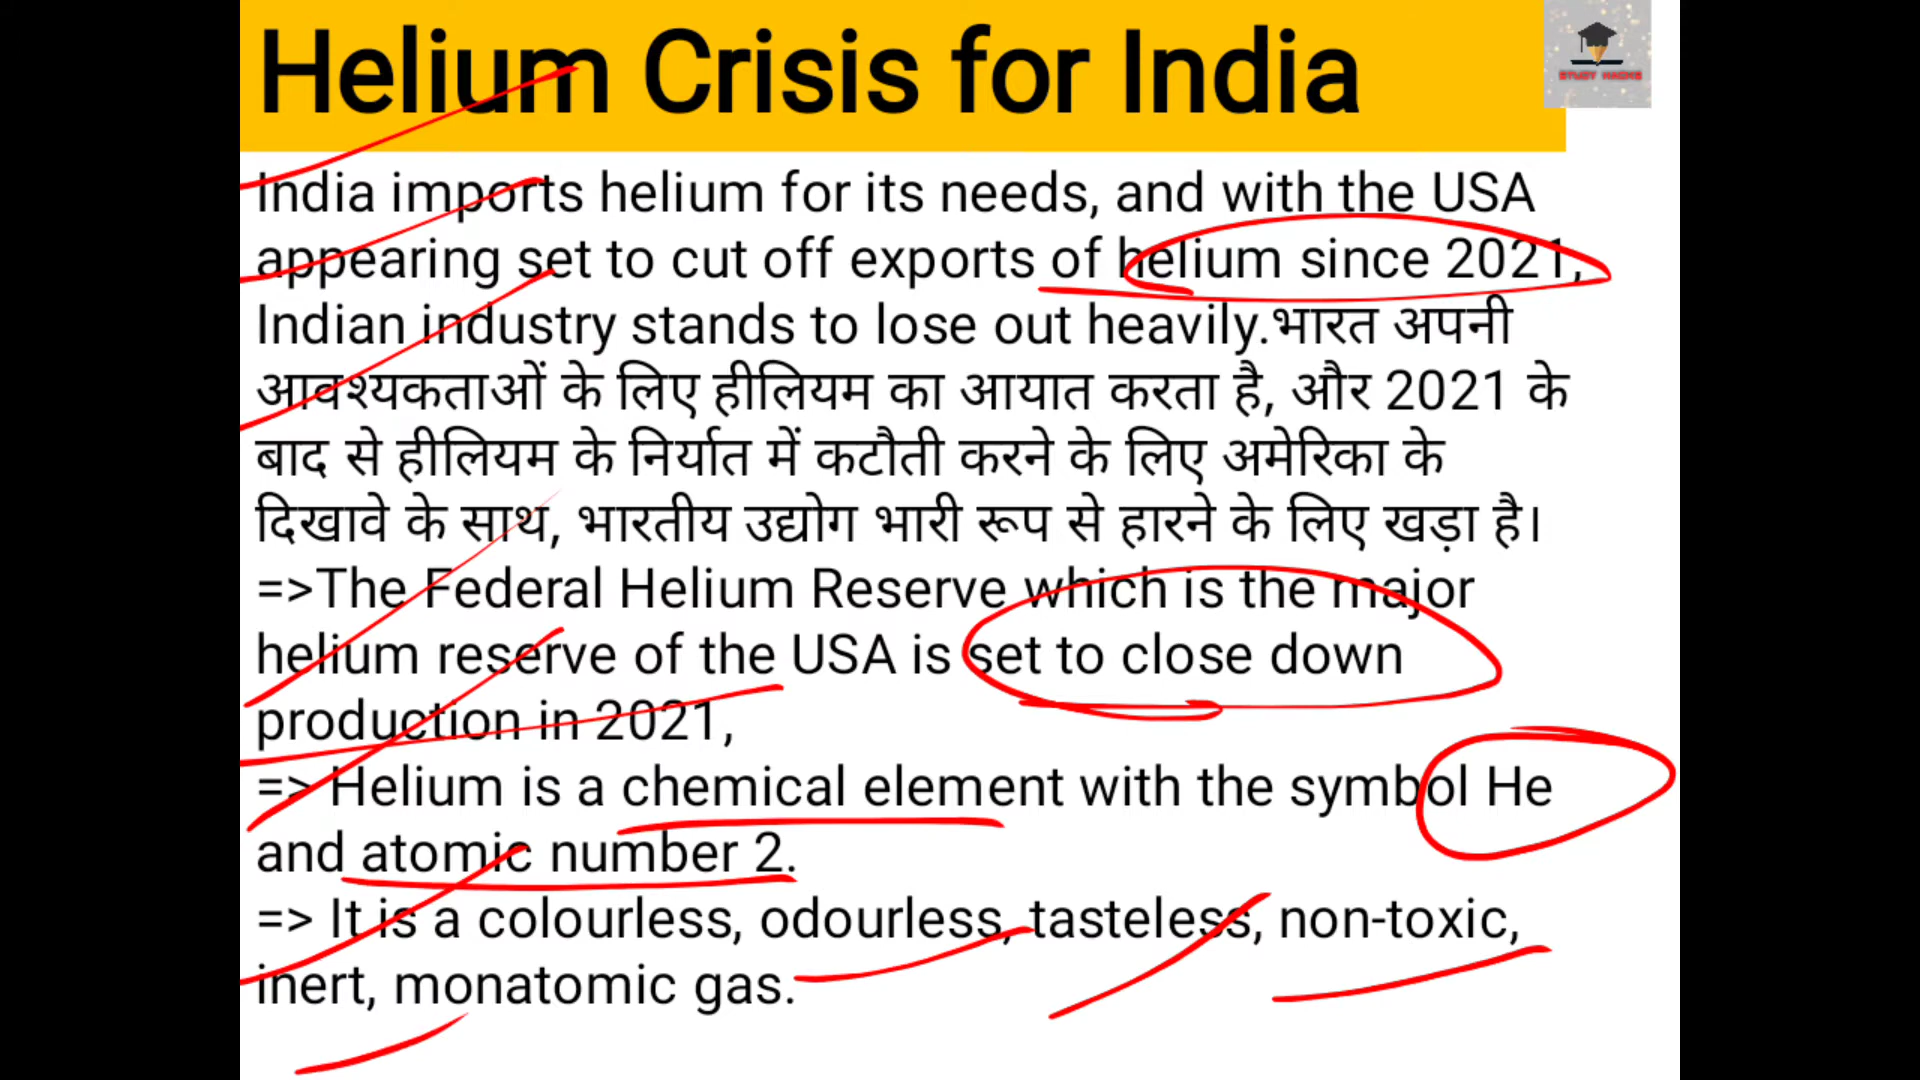 Helium Crisis for India
STUDY HACKS
India imports helium for its needs, and with the USA
appearing set to cut off exports of helium since 2021,
Indian industry stands to lose out heavily.भारत अपनी
आवश्यकताओं के लिए हीलियम का आयात करता है, और 2021 के
बाद से हीलियम के निर्यात में कटौती करने के लिए अमेरिका के
दिखावे के साथ, भारतीय उद्योग भारी रूप से हारने के लिए खड़ा है।
=>The Federal Helium Reserve which is the major
helium reserve of the USA is set to close down
production in 2021,
=> Helium is a chemical element with the symbol He
and atomic number 2.
=> It is a colourless, odourless, tasteless, non-toxic,
inert, monatomic gas.